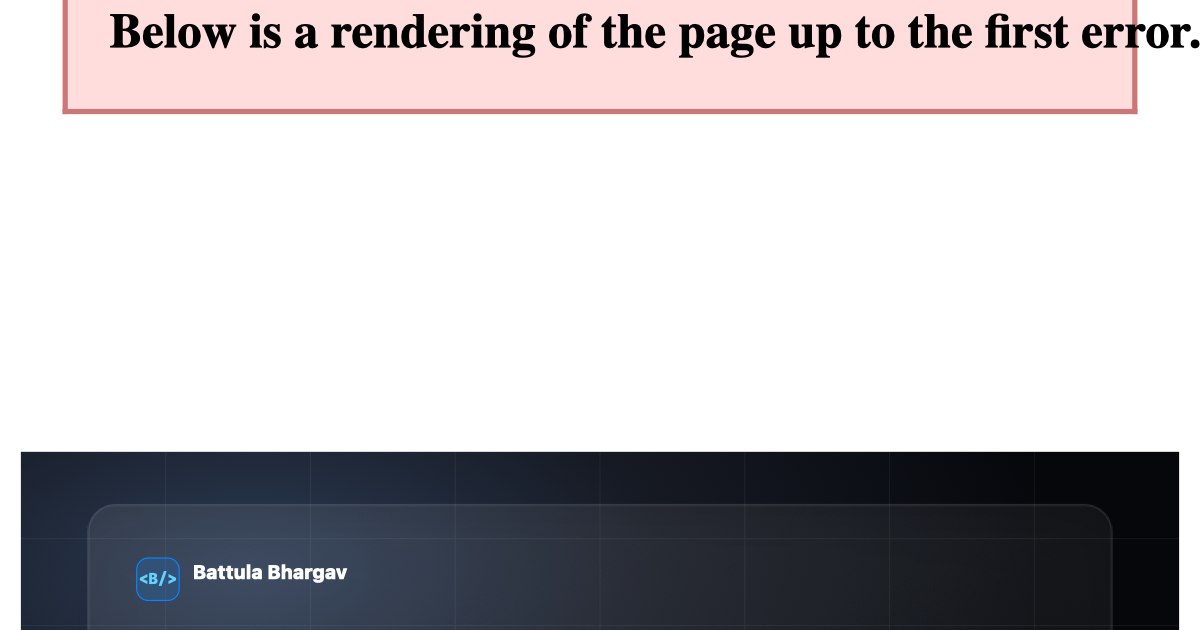 Below is a rendering of the page up to the first error.
<B/>
Battula Bhargav